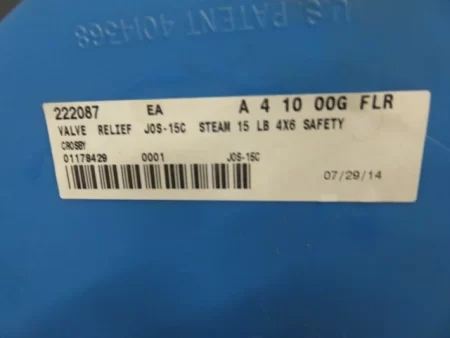 U.S. PATENT 4014368
222087 EA A 4 10 00G FLR
VALVE RELIEF JOS-15C STEAM 15 LB 4X6 SAFETY
CROSBY
01178429 0001 JOS-15C
07/29/14